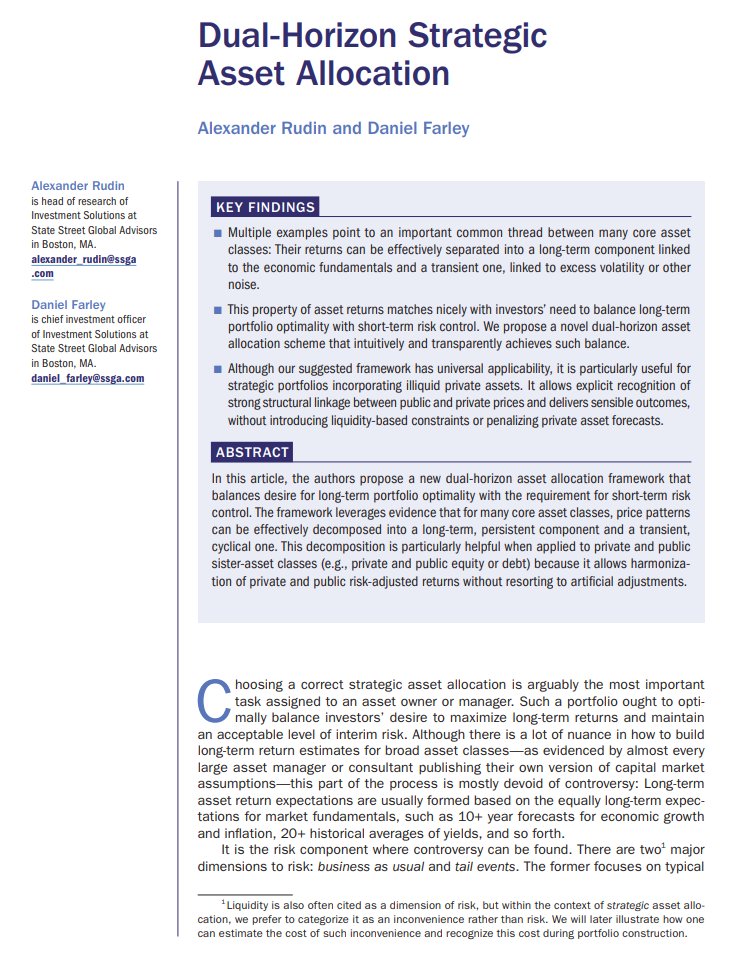 Dual-Horizon Strategic
Asset Allocation
Alexander Rudin and Daniel Farley
Alexander Rudin
is head of research of
Investment Solutions at
State Street Global Advisors
in Boston, MA.
alexander_rudin@ssga
.com
Daniel Farley
is chief investment officer
of Investment Solutions at
State Street Global Advisors
in Boston, MA.
daniel_farley@ssga.com
KEY FINDINGS
■ Multiple examples point to an important common thread between many core asset
classes: Their returns can be effectively separated into a long-term component linked
to the economic fundamentals and a transient one, linked to excess volatility or other
noise.
■ This property of asset returns matches nicely with investors' need to balance long-term
portfolio optimality with short-term risk control. We propose a novel dual-horizon asset
allocation scheme that intuitively and transparently achieves such balance.
■ Although our suggested framework has universal applicability, it is particularly useful for
strategic portfolios incorporating illiquid private assets. It allows explicit recognition of
strong structural linkage between public and private prices and delivers sensible outcomes,
without introducing liquidity-based constraints or penalizing private asset forecasts.
ABSTRACT
In this article, the authors propose a new dual-horizon asset allocation framework that
balances desire for long-term portfolio optimality with the requirement for short-term risk
control. The framework leverages evidence that for many core asset classes, price patterns
can be effectively decomposed into a long-term, persistent component and a transient,
cyclical one. This decomposition is particularly helpful when applied to private and public
sister-asset classes (e.g., private and public equity or debt) because it allows harmoniza-
tion of private and public risk-adjusted returns without resorting to artificial adjustments.
Choosing a correct strategic asset allocation is arguably the most important
task assigned to an asset owner or manager. Such a portfolio ought to opti-
mally balance investors' desire to maximize long-term returns and maintain
an acceptable level of interim risk. Although there is a lot of nuance in how to build
long-term return estimates for broad asset classes—as evidenced by almost every
large asset manager or consultant publishing their own version of capital market
assumptions—this part of the process is mostly devoid of controversy: Long-term
asset return expectations are usually formed based on the equally long-term expec-
tations for market fundamentals, such as 10+ year forecasts for economic growth
and inflation, 20+ historical averages of yields, and so forth.
It is the risk component where controversy can be found. There are two¹ major
dimensions to risk: business as usual and tail events. The former focuses on typical
¹Liquidity is also often cited as a dimension of risk, but within the context of strategic asset allo-
cation, we prefer to categorize it as an inconvenience rather than risk. We will later illustrate how one
can estimate the cost of such inconvenience and recognize this cost during portfolio construction.